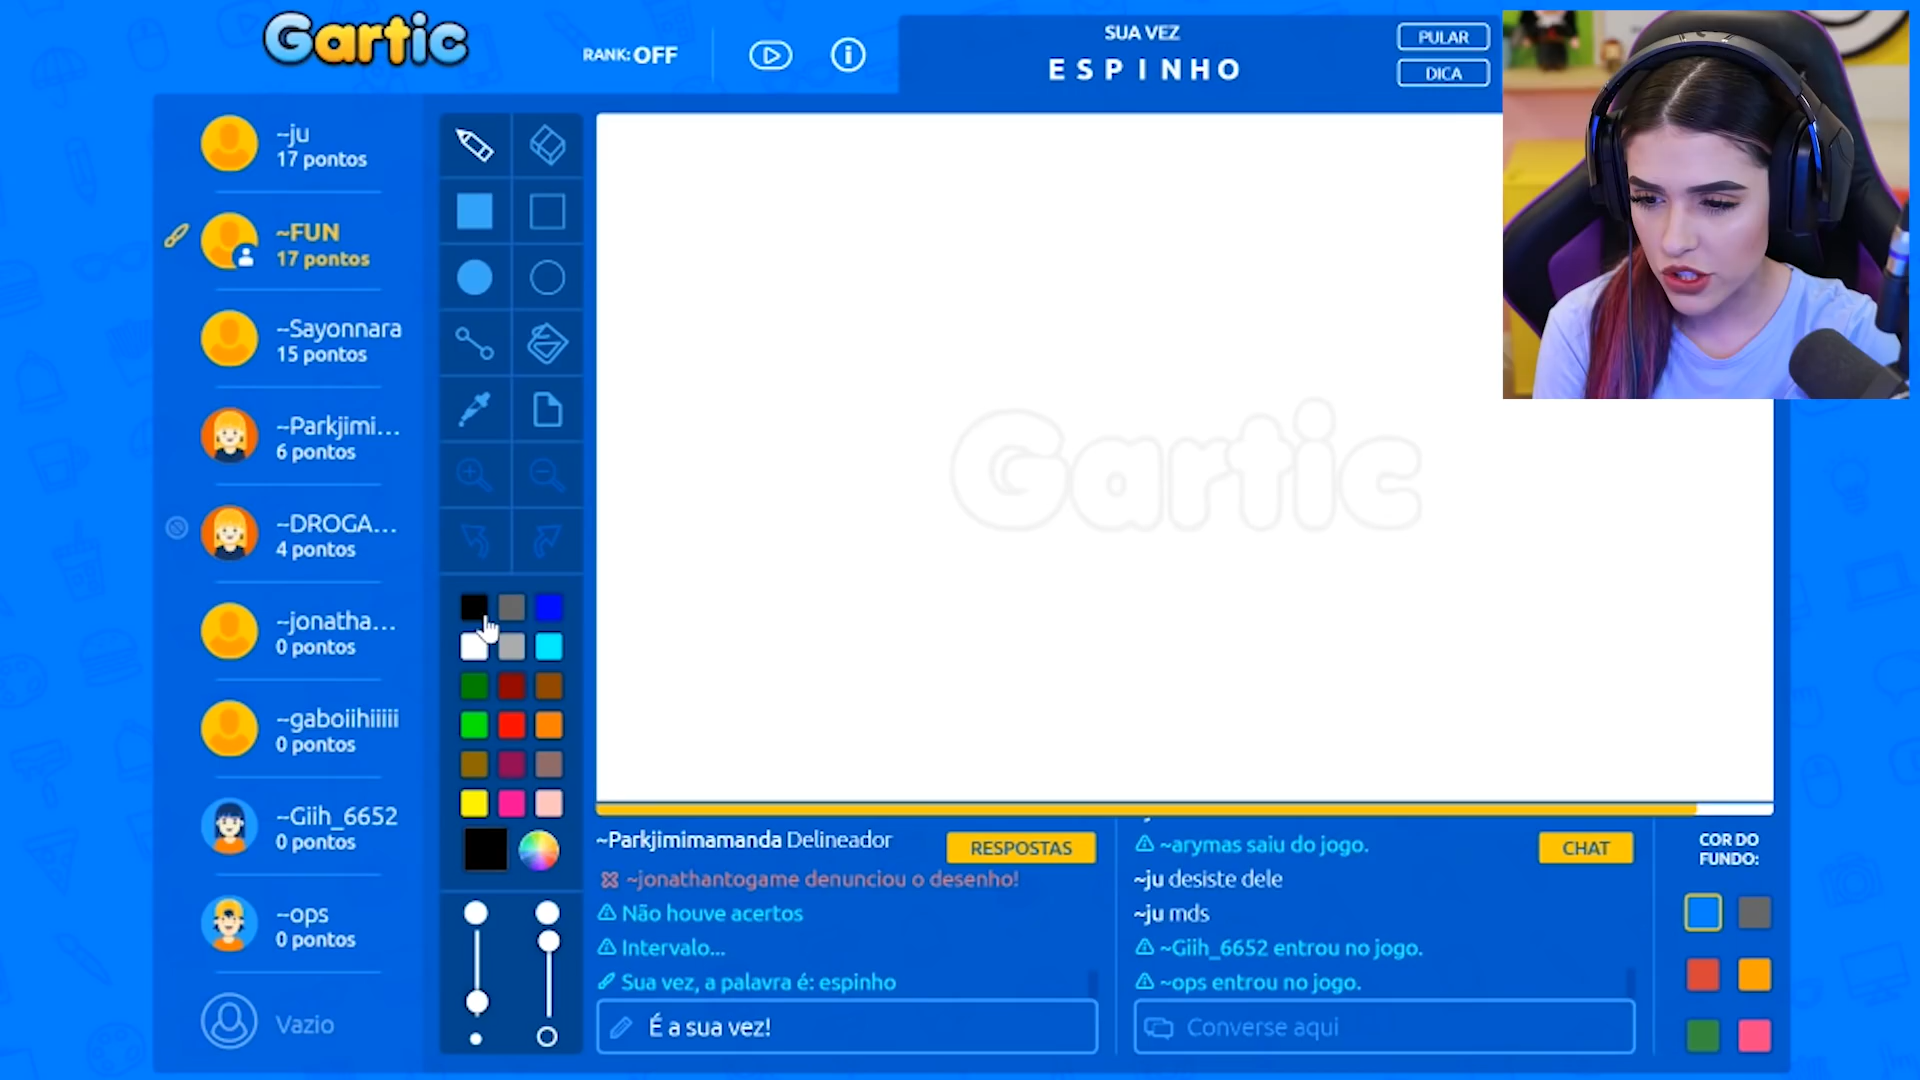 Gartic
RANK: OFF
SUA VEZ
ESPINHO
PULAR
DICA
~ju
17 pontos
~FUN
17 pontos
~Sayonnara
15 pontos
~Parkjimi...
6 pontos
~DROGA...
4 pontos
~jonatha...
0 pontos
~gaboiihiiiii
0 pontos
~Giih_6652
0 pontos
~ops
0 pontos
Vazio
Gartic
~Parkjimimamanda Delineador
RESPOSTAS
~jonathantogame denunciou o desenho!
Não houve acertos
Intervalo...
Sua vez, a palavra é: espinho
É a sua vez!
~arymas saiu do jogo.
CHAT
~ju desiste dele
~ju mds
~Giih_6652 entrou no jogo.
~ops entrou no jogo.
Converse aqui
COR DO
FUNDO: